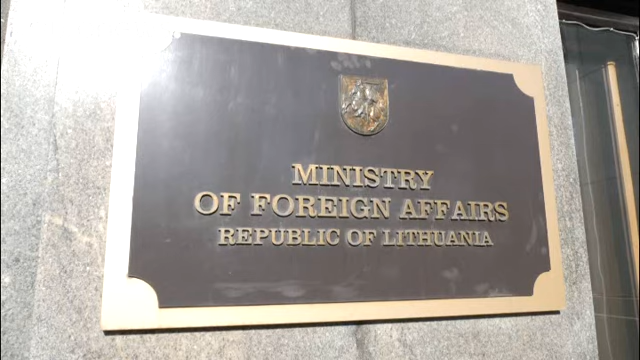 MINISTRY
OF FOREIGN AFFAIRS
REPUBLIC OF LITHUANIA